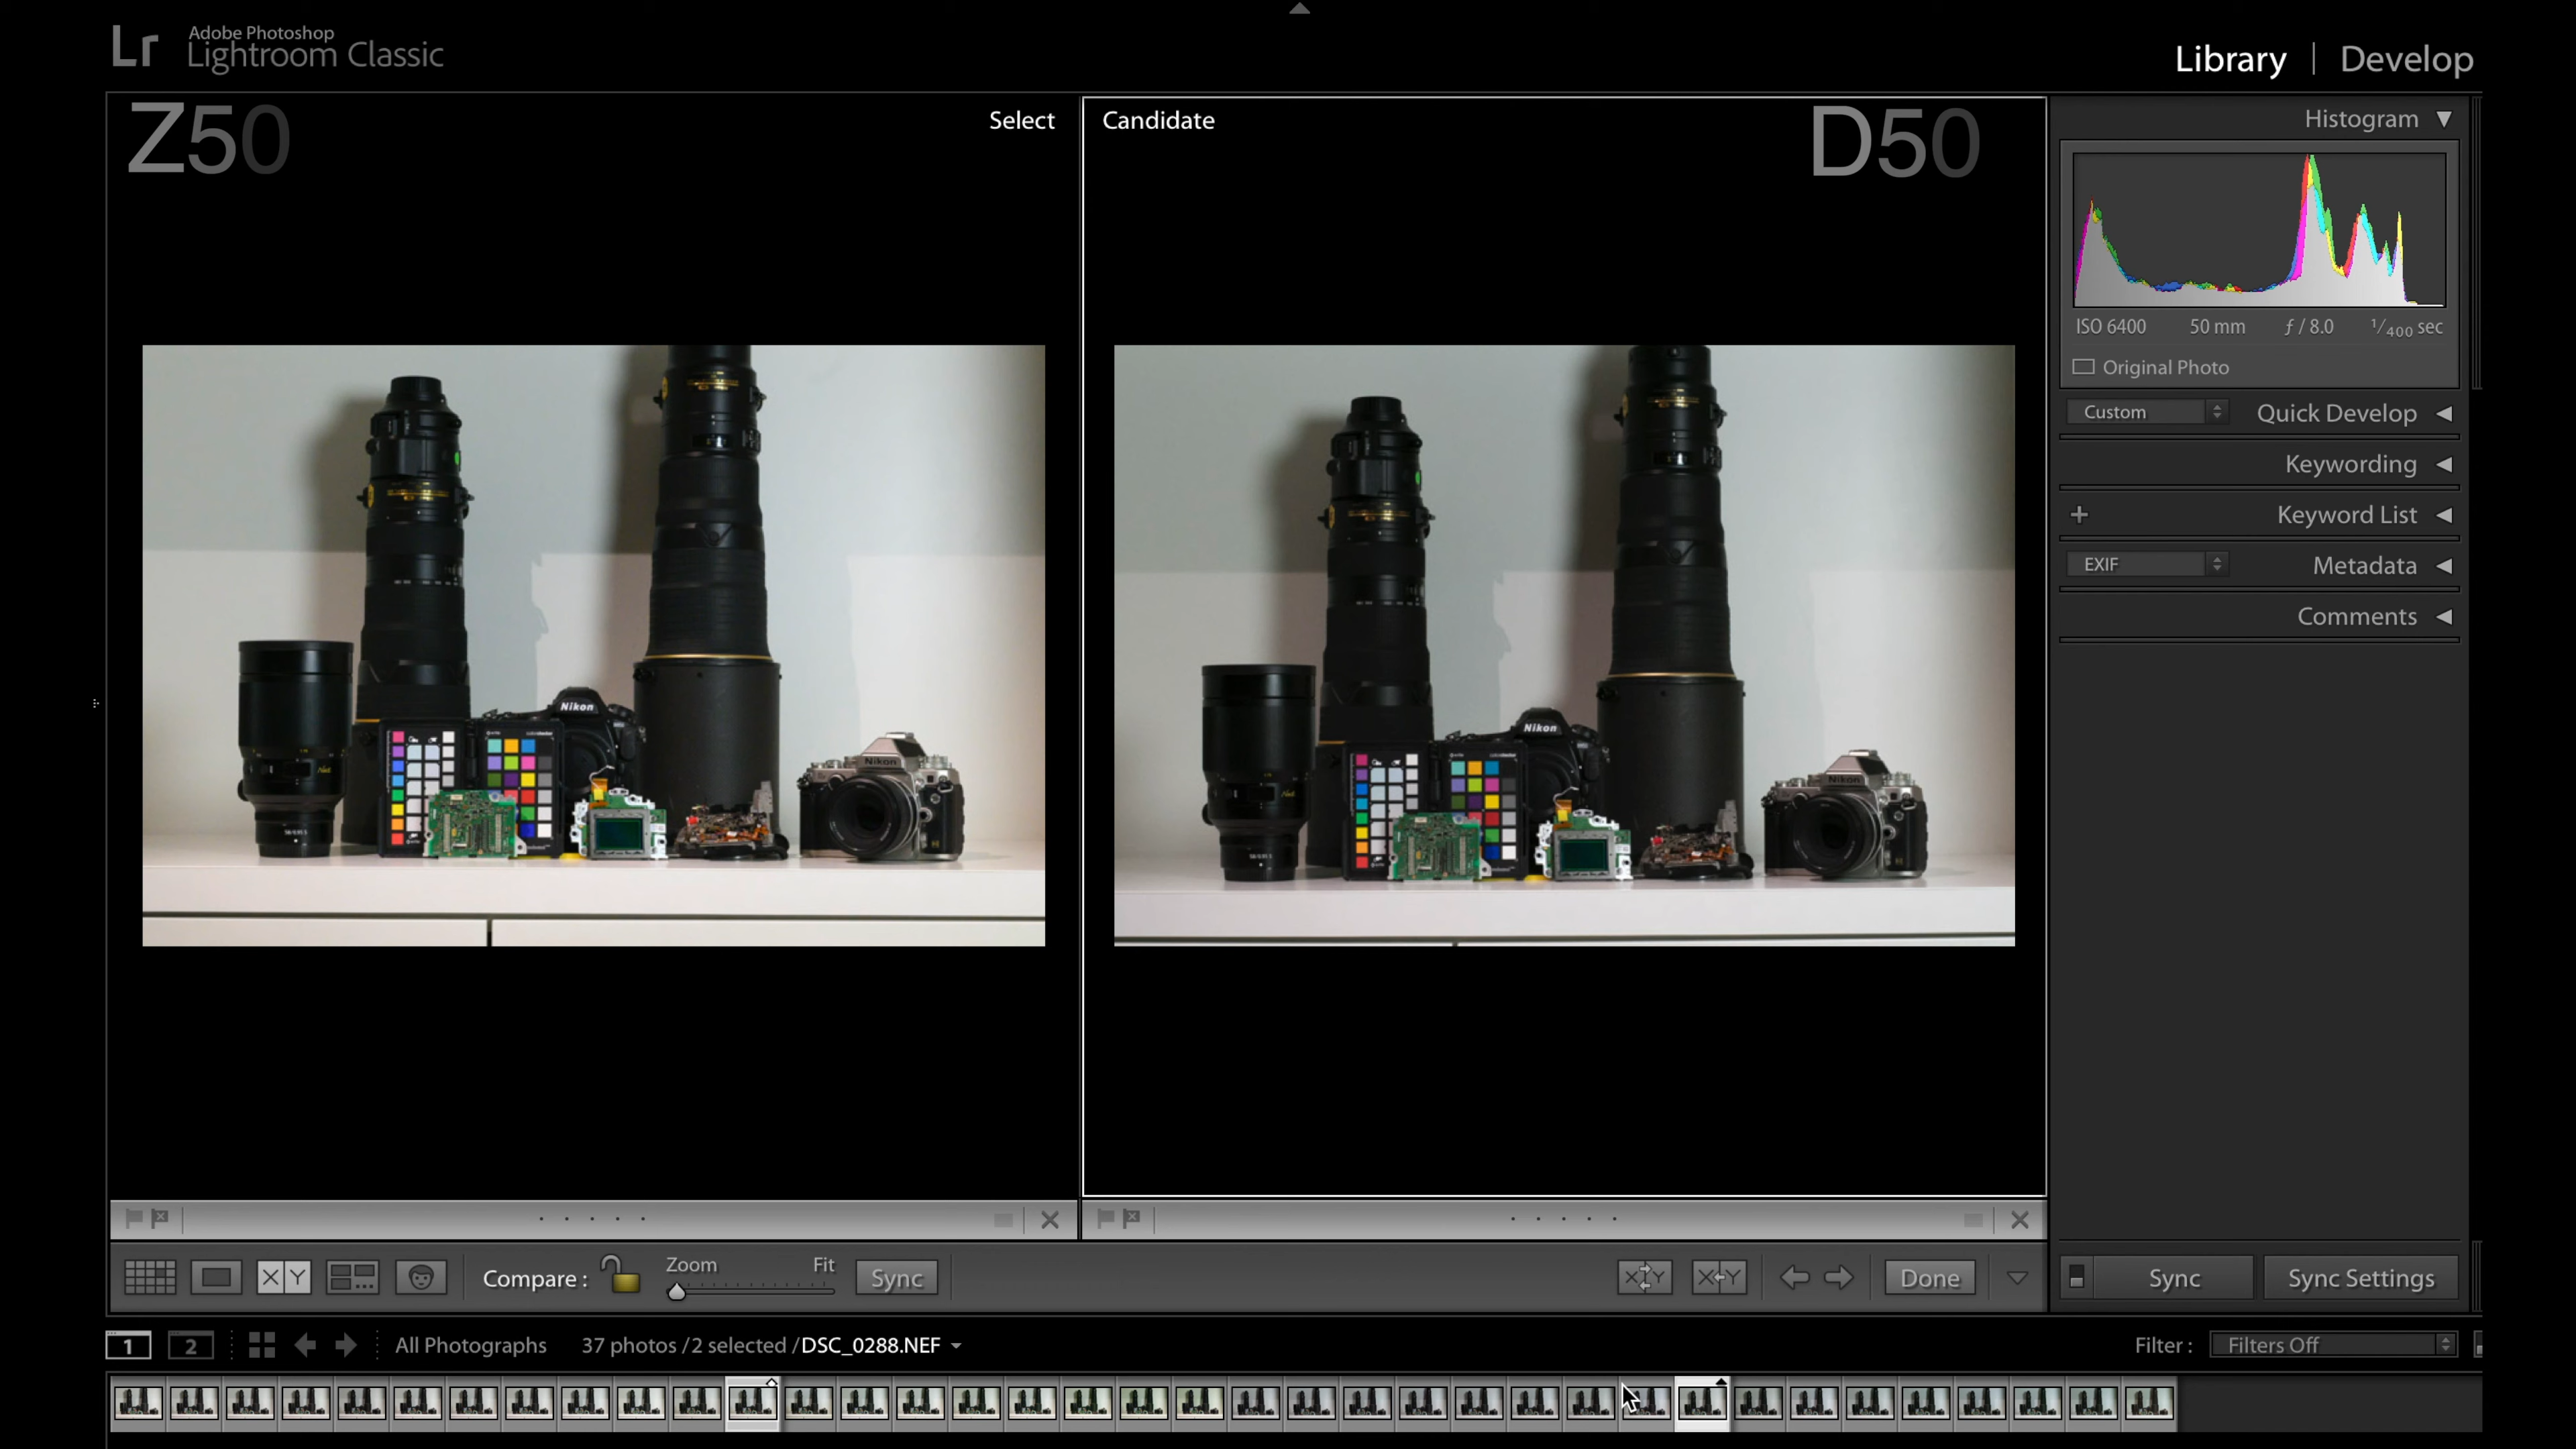 Lr Adobe Photoshop
Lightroom Classic
Library | Develop
Z50
Select
Candidate
D50
Histogram
ISO 6400 50 mm ƒ / 8.0 1/400 sec
Original Photo
Custom Quick Develop
Keywording
+ Keyword List
EXIF Metadata
Comments
Nikon
Nikon
Nikon
Nikon
X Y
Compare :
Zoom Fit
Sync
X Y
X Y
Done
Sync
Sync Settings
1 2 All Photographs 37 photos / 2 selected / DSC_0288.NEF
Filter : Filters Off